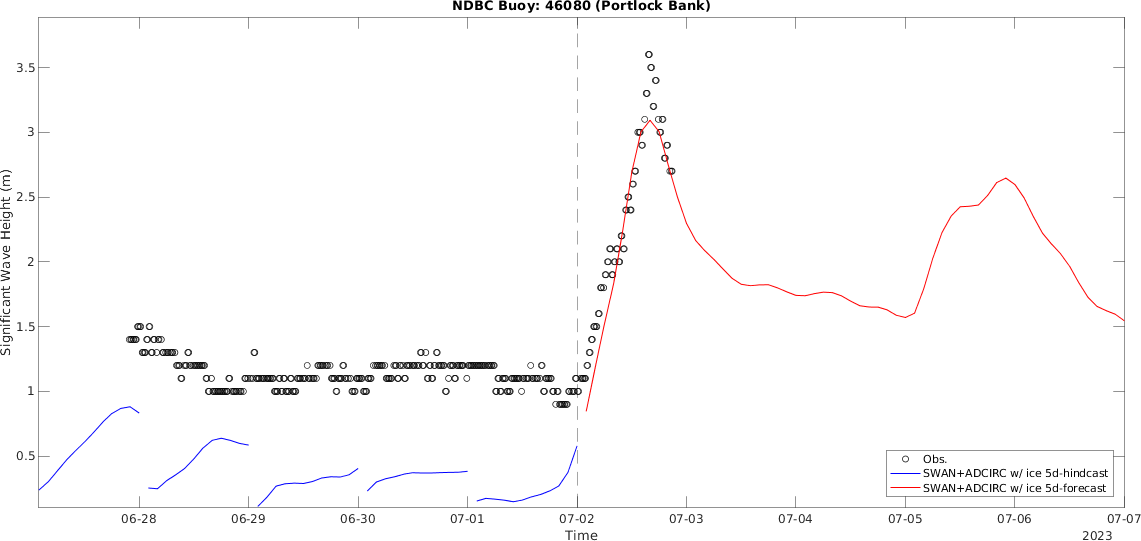 NDBC Buoy: 46080 (Portlock Bank)
Significant Wave Height (m)
3.5
3
2.5
2
1.5
1
0.5
Obs.
SWAN+ADCIRC w/ ice 5d-hindcast
SWAN+ADCIRC w/ ice 5d-forecast
06-28 06-29 06-30 07-01 07-02 07-03 07-04 07-05 07-06 07-07
Time
2023